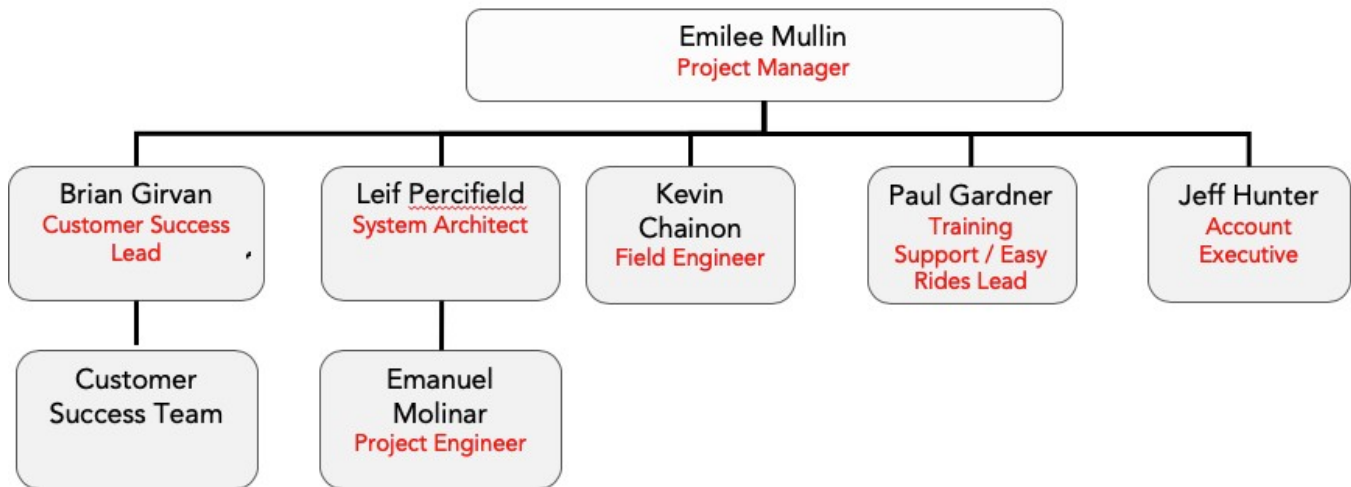 Emilee Mullin
Project Manager
Brian Girvan
Customer Success
Lead
Leif Percifield
System Architect
Kevin
Chainon
Field Engineer
Paul Gardner
Training
Support / Easy
Rides Lead
Jeff Hunter
Account
Executive
Customer
Success Team
Emanuel
Molinar
Project Engineer